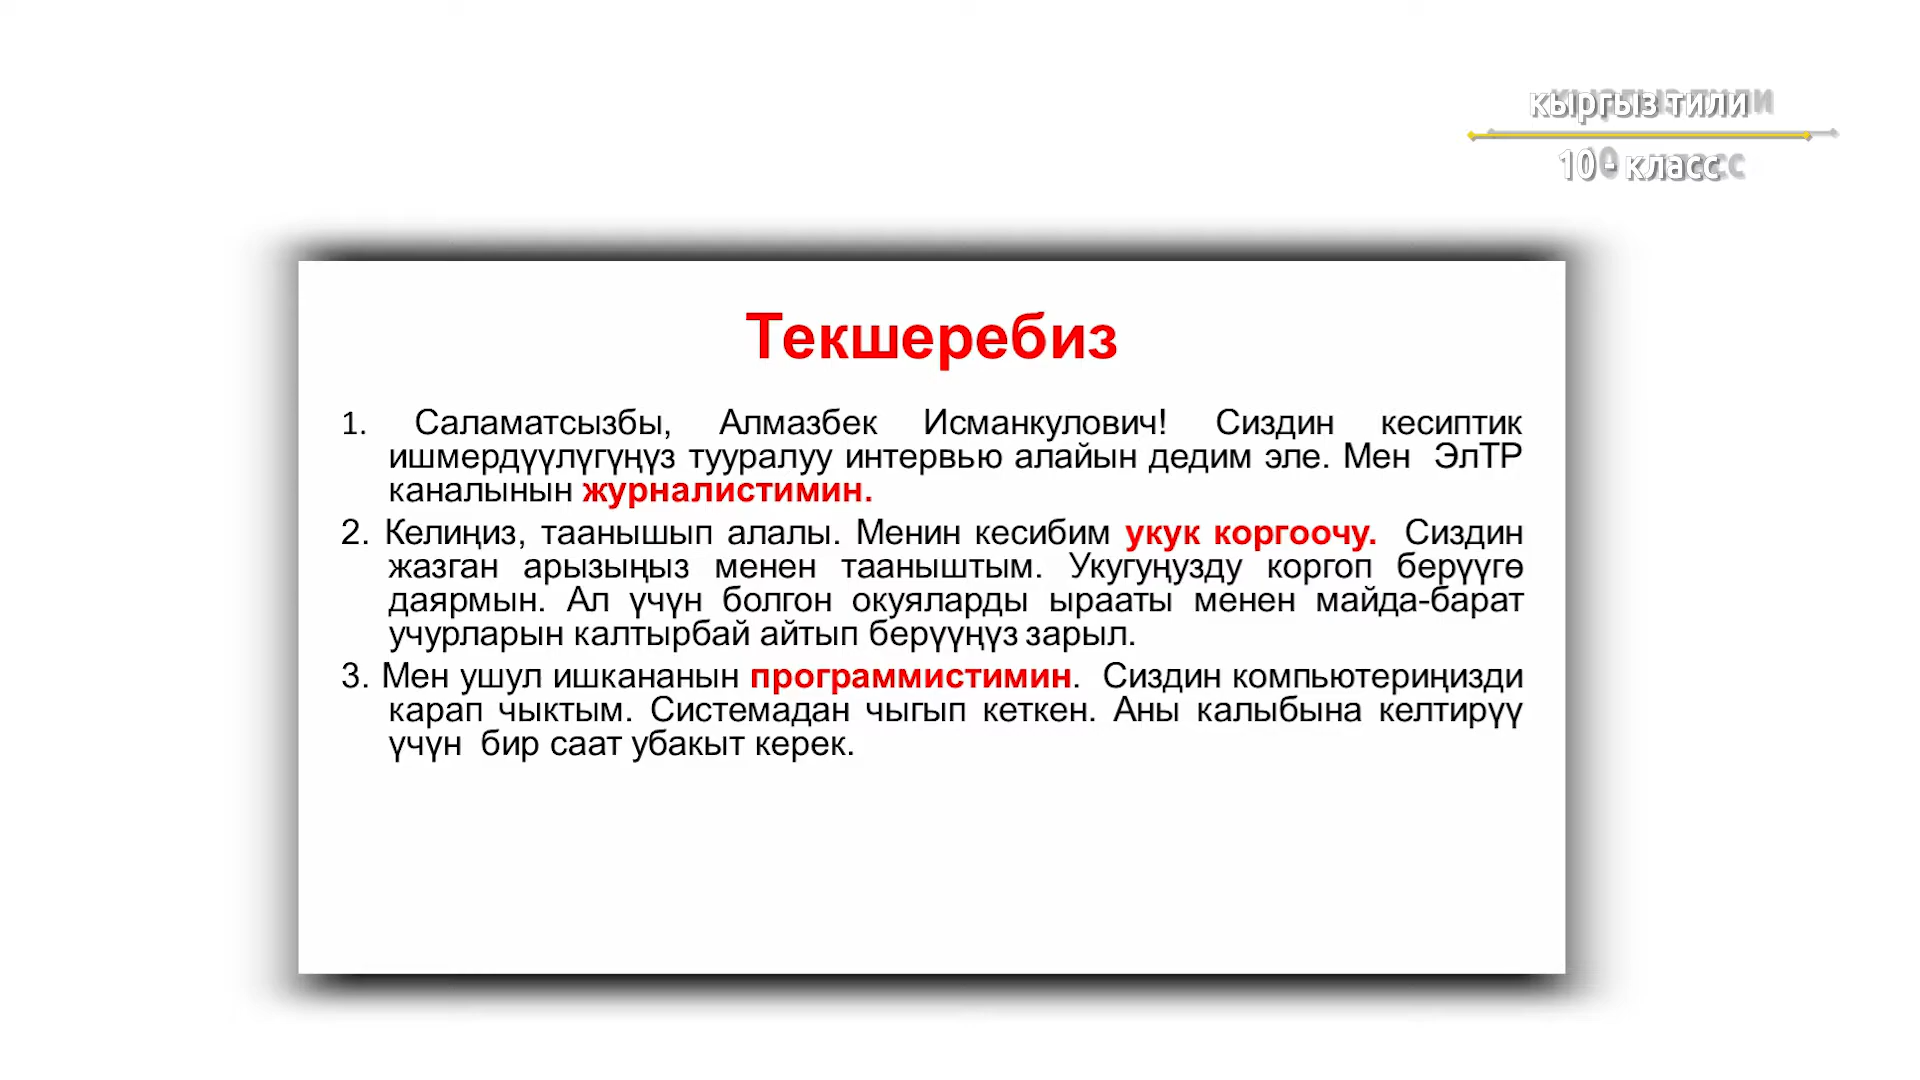 кыргыз тили
10 - класс
Текшеребиз
1. Саламатсызбы, Алмазбек Исманкулович! Сиздин кесиптик
ишмердүүлүгүңүз тууралуу интервью алайын дедим эле. Мен ЭлТР
каналынын журналистимин.
2. Келиңиз, таанышып алалы. Менин кесибим укук коргоочу. Сиздин
жазган арызыңыз менен тааныштым. Укугуңузду коргоп берүүгө
даярмын. Ал үчүн болгон окуяларды ырааты менен майда-барат
учурларын калтырбай айтып берүүңүз зарыл.
3. Мен ушул ишкананын программистимин. Сиздин компьютериңизди
карап чыктым. Системадан чыгып кеткен. Аны калыбына келтирүү
үчүн бир саат убакыт керек.